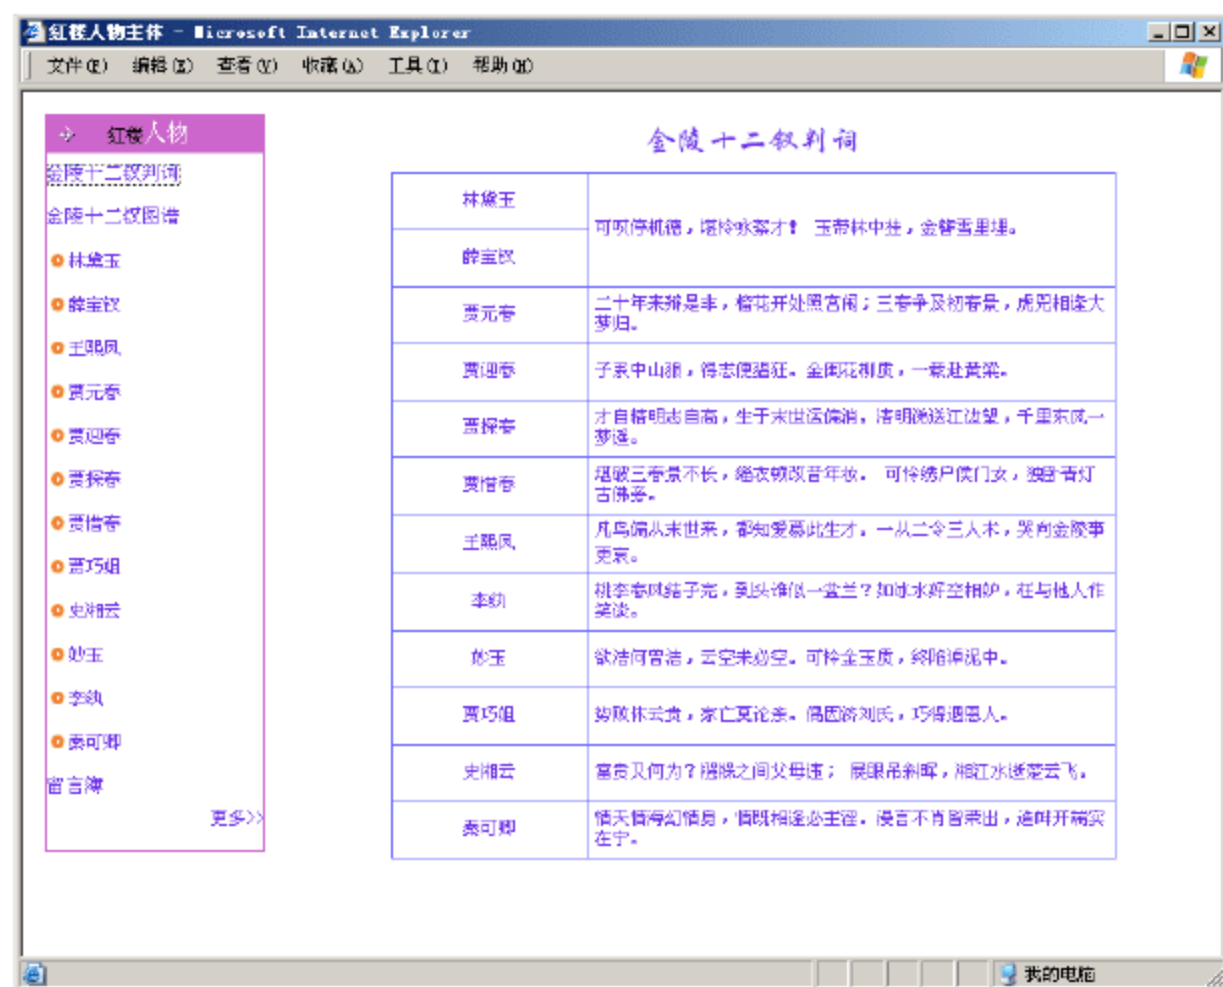 红楼人物主体 - Microsoft Internet Explorer
文件(F) 编辑(E) 查看(V) 收藏(A) 工具(T) 帮助(H)
红楼人物
金陵十二钗判词
金陵十二钗图谱
林黛玉
薛宝钗
王熙凤
贾元春
贾迎春
贾探春
贾惜春
贾巧姐
史湘云
妙玉
李纨
秦可卿
留言簿
更多>>
金陵十二钗判词
林黛玉
薛宝钗
可叹停机德,堪怜咏絮才! 玉带林中挂,金簪雪里埋。
贾元春
二十年来辨是非,榴花开处照宫闱;三春争及初春景,虎兕相逢大
梦归。
贾迎春
子系中山狼,得志便猖狂。金闺花柳质,一载赴黄粱。
贾探春
才自精明志自高,生于末世运偏消。清明涕送江边望,千里东风一
梦遥。
贾惜春
堪破三春景不长,缁衣顿改昔年妆。 可怜绣户侯门女,独卧青灯
古佛旁。
王熙凤
凡鸟偏从末世来,都知爱慕此生才。一从二令三人木,哭向金陵事
更哀。
李纨
桃李春风结子完,到头谁似一盆兰?如冰水好空相妒,枉与他人作
笑谈。
妙玉
欲洁何曾洁,云空未必空。可怜金玉质,终陷淖泥中。
贾巧姐
势败休云贵,家亡莫论亲。偶因济刘氏,巧得遇恩人。
史湘云
富贵又何为?襁褓之间父母违; 展眼吊斜晖,湘江水逝楚云飞。
秦可卿
情天情海幻情身,情既相逢必主淫。漫言不肖皆荣出,造衅开端实
在宁。
我的电脑